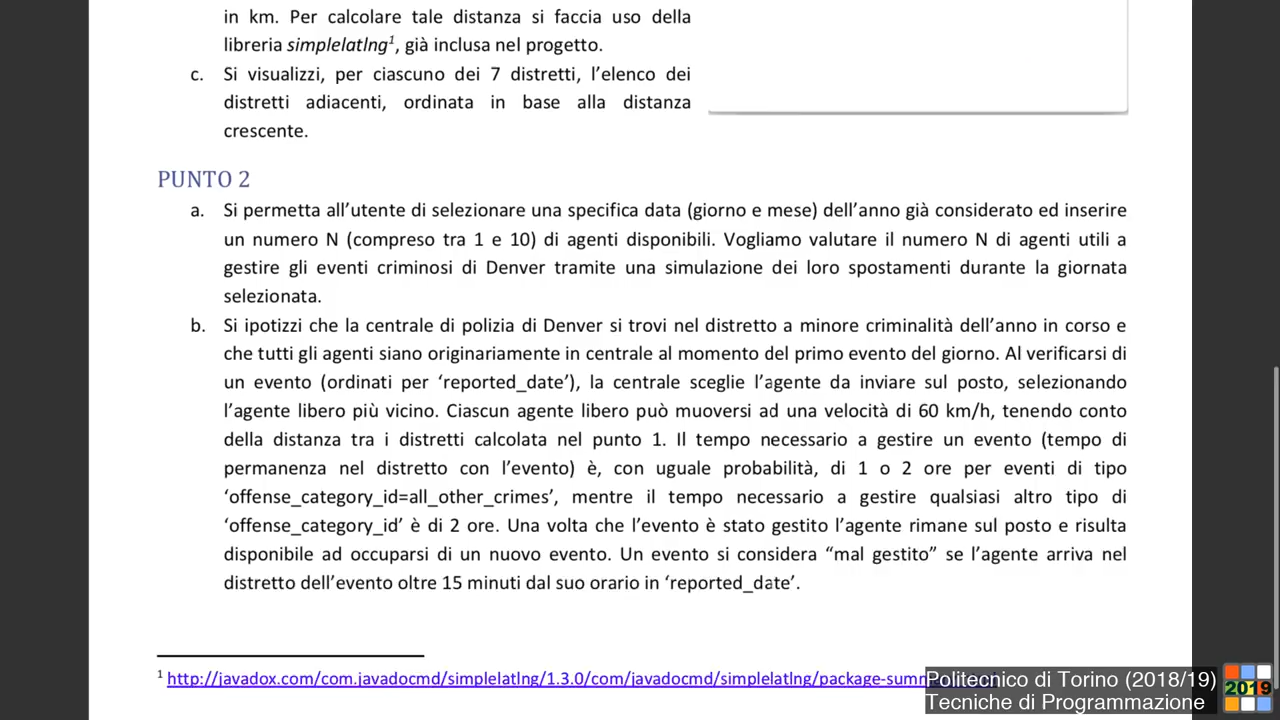 in km. Per calcolare tale distanza si faccia uso della
libreria simplelatlng¹, già inclusa nel progetto.
c. Si visualizzi, per ciascuno dei 7 distretti, l’elenco dei
distretti adiacenti, ordinata in base alla distanza
crescente.
PUNTO 2
a. Si permetta all’utente di selezionare una specifica data (giorno e mese) dell’anno già considerato ed inserire
un numero N (compreso tra 1 e 10) di agenti disponibili. Vogliamo valutare il numero N di agenti utili a
gestire gli eventi criminosi di Denver tramite una simulazione dei loro spostamenti durante la giornata
selezionata.
b. Si ipotizzi che la centrale di polizia di Denver si trovi nel distretto a minore criminalità dell’anno in corso e
che tutti gli agenti siano originariamente in centrale al momento del primo evento del giorno. Al verificarsi di
un evento (ordinati per ‘reported_date’), la centrale sceglie l’agente da inviare sul posto, selezionando
l’agente libero più vicino. Ciascun agente libero può muoversi ad una velocità di 60 km/h, tenendo conto
della distanza tra i distretti calcolata nel punto 1. Il tempo necessario a gestire un evento (tempo di
permanenza nel distretto con l’evento) è, con uguale probabilità, di 1 o 2 ore per eventi di tipo
‘offense_category_id=all_other_crimes’, mentre il tempo necessario a gestire qualsiasi altro tipo di
‘offense_category_id’ è di 2 ore. Una volta che l’evento è stato gestito l’agente rimane sul posto e risulta
disponibile ad occuparsi di un nuovo evento. Un evento si considera “mal gestito” se l’agente arriva nel
distretto dell’evento oltre 15 minuti dal suo orario in ‘reported_date’.
¹ http://javadox.com/com.javadocmd/simplelatlng/1.3.0/com/javadocmd/simplelatlng/package-summ
Politecnico di Torino (2018/19)
Tecniche di Programmazione
2019